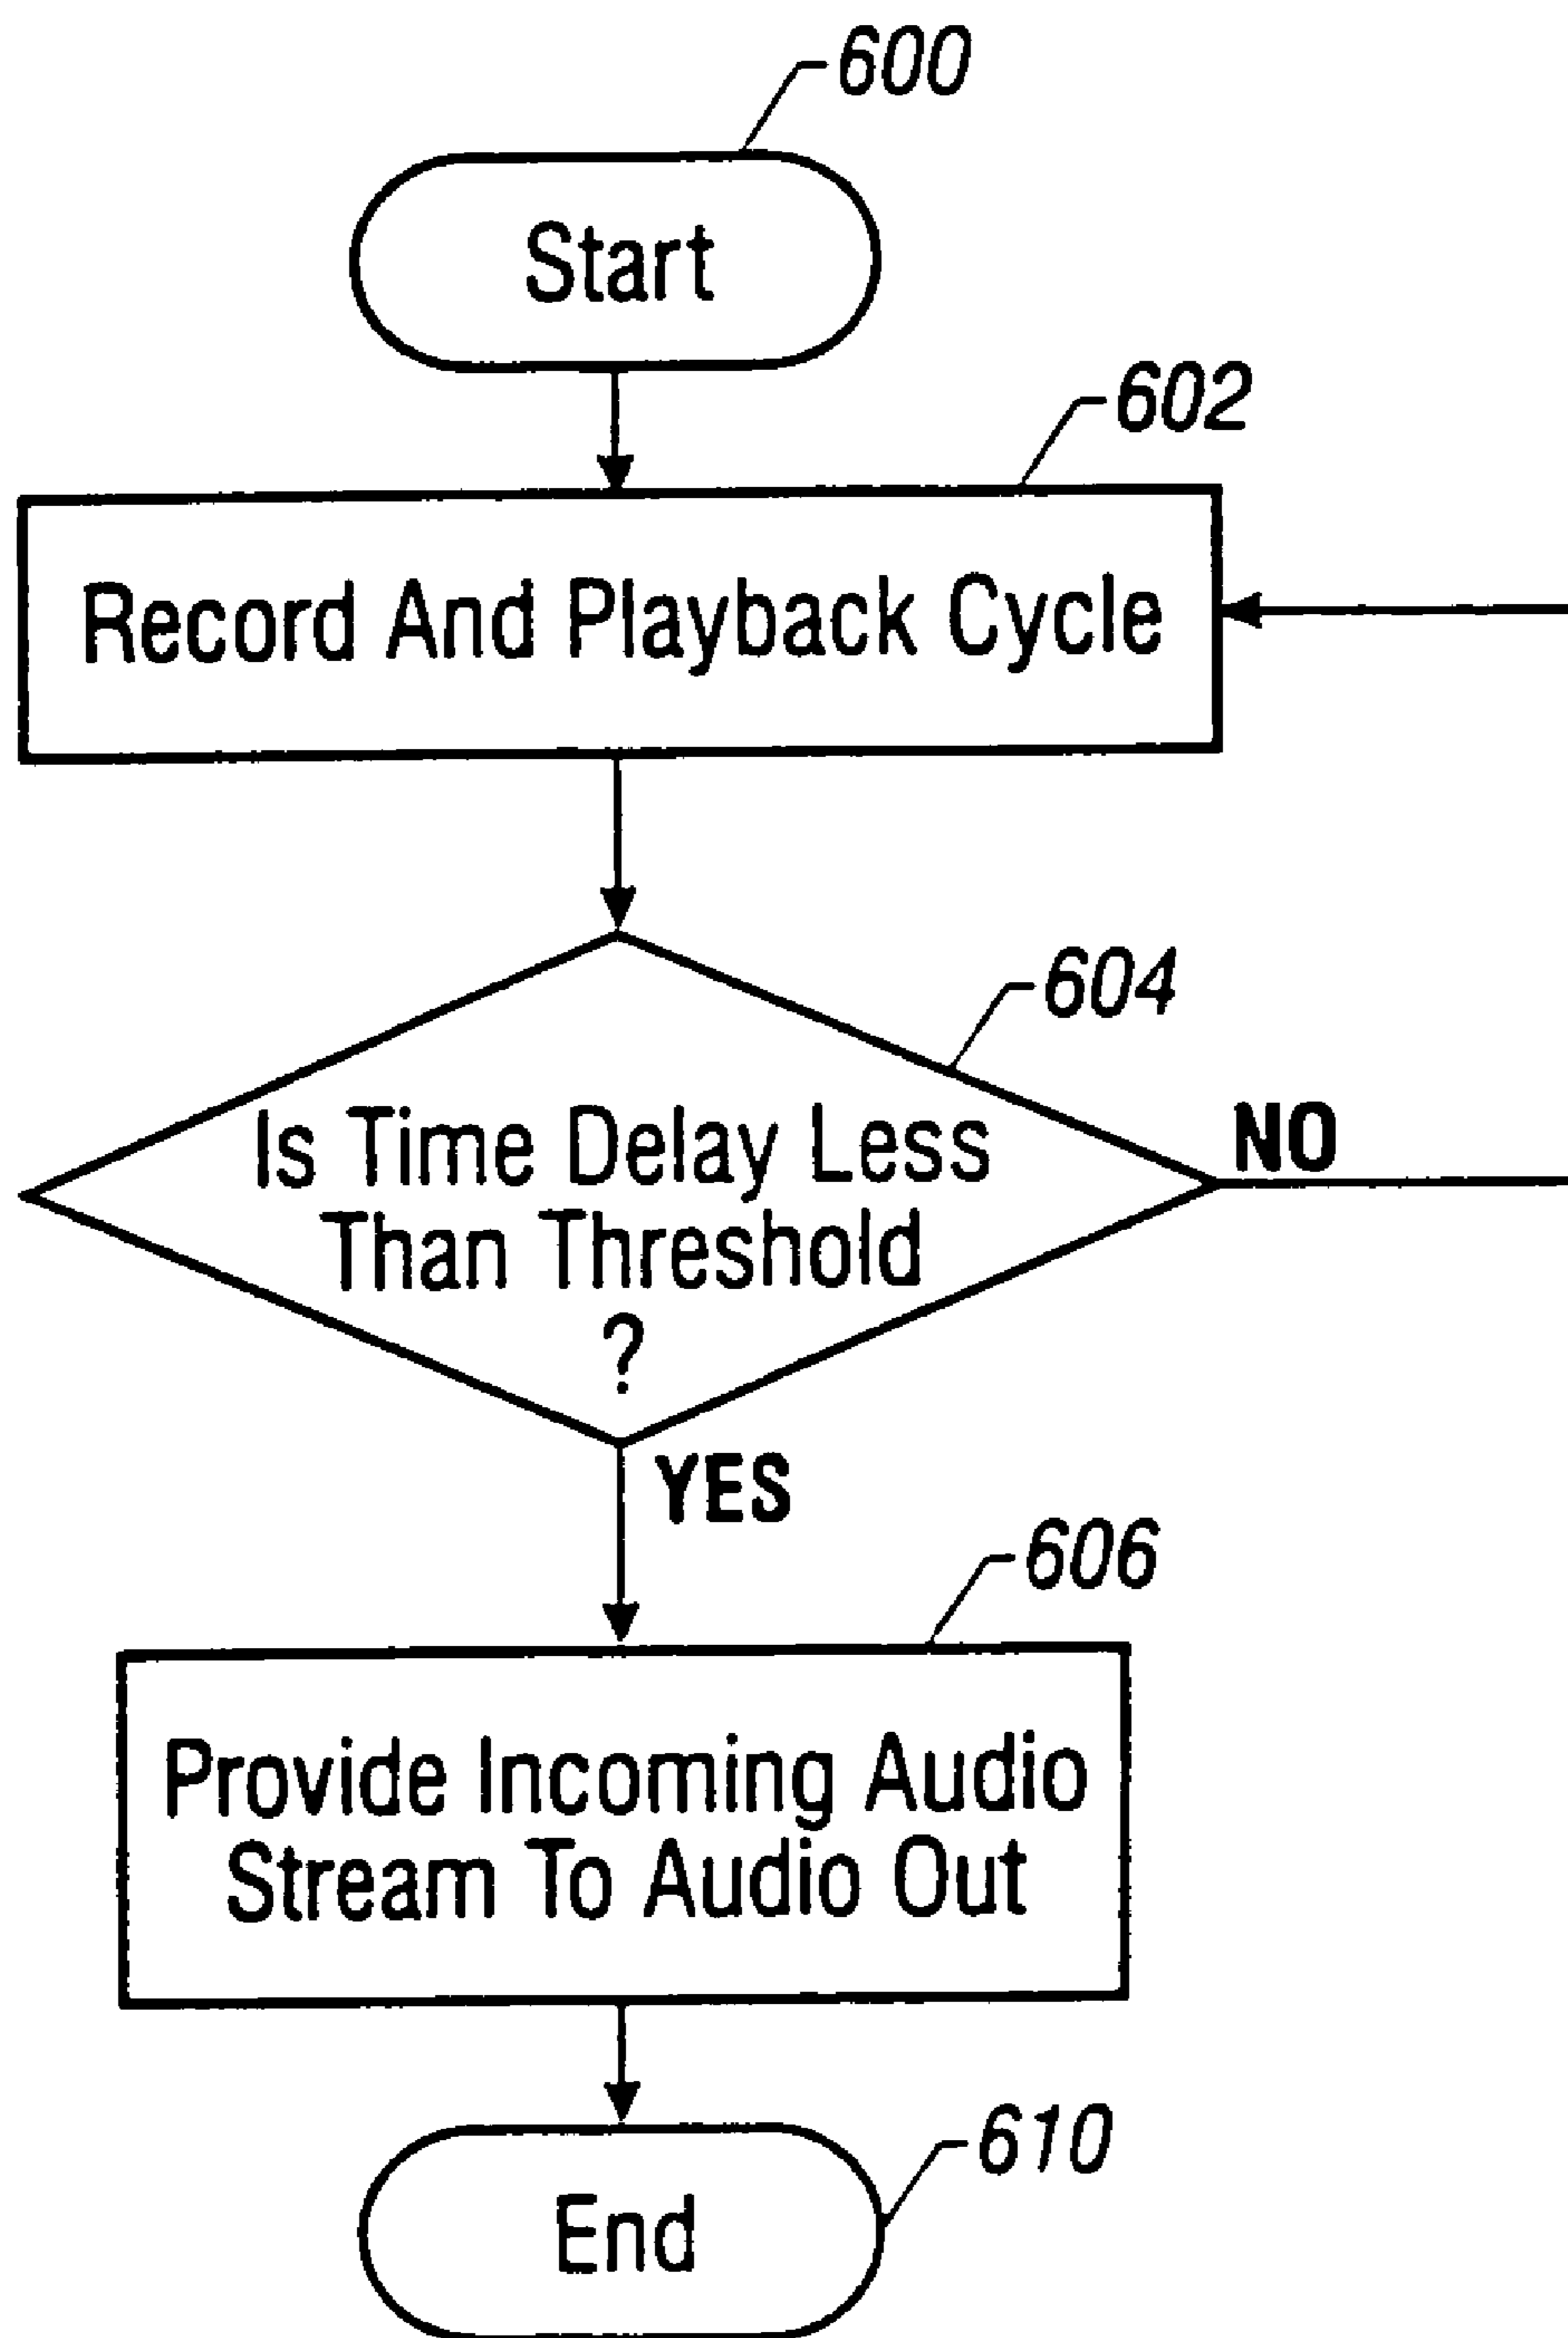 600
Start
602
Record And Playback Cycle
604
Is Time Delay Less
Than Threshold
?
NO
YES
606
Provide Incoming Audio
Stream To Audio Out
610
End